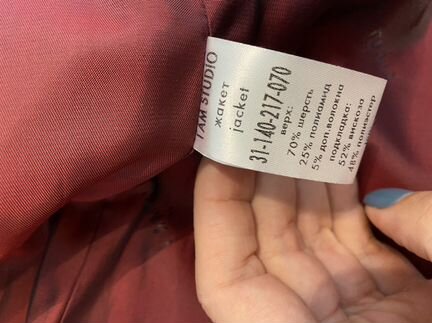 I AM STUDIO
жакет
jacket
31-140-217-070
верх:
70% шерсть
25% полиамид
5% доп.волокна
подкладка:
52% вискоза
48% полиэстер